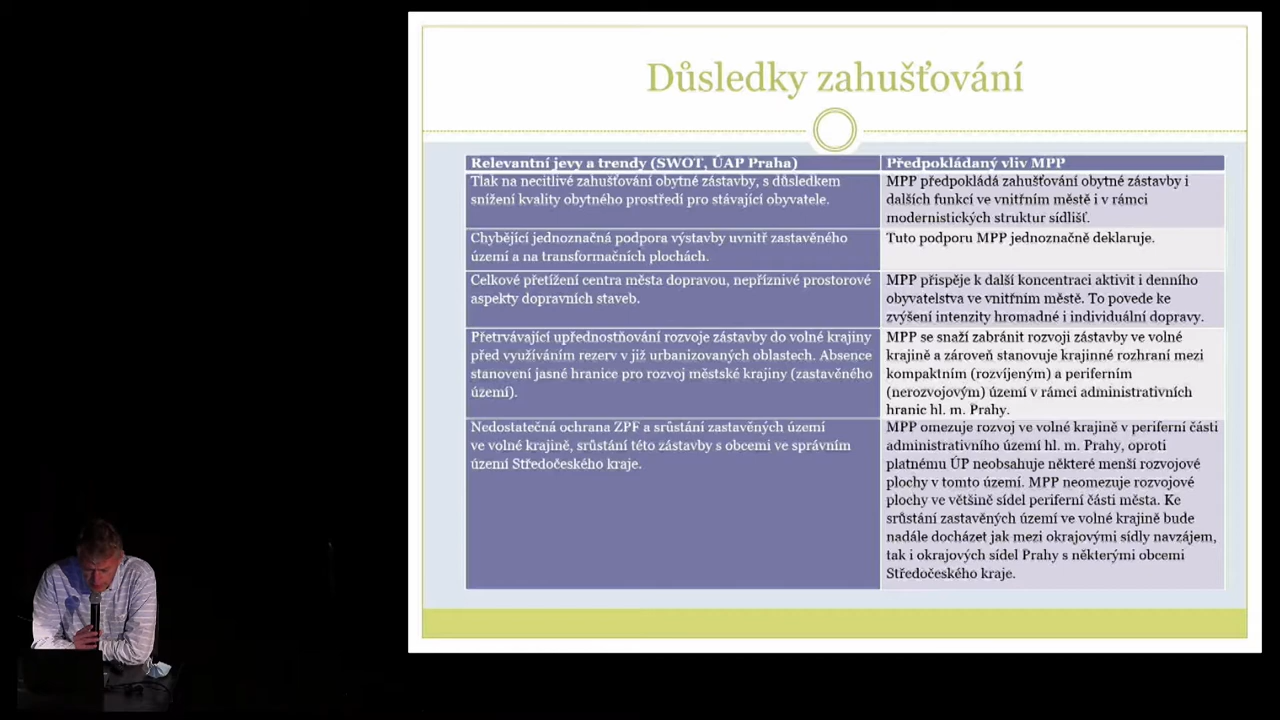 Důsledky zahušťování
Relevantní jevy a trendy (SWOT, ÚAP Praha)
Předpokládaný vliv MPP
Tlak na necitlivé zahušťování obytné zástavby, s důsledkem
snížení kvality obytného prostředí pro stávající obyvatele.
MPP předpokládá zahušťování obytné zástavby i
dalších funkcí ve vnitřním městě i v rámci
modernistických struktur sídlišť.
Chybějící jednoznačná podpora výstavby uvnitř zastavěného
území a na transformačních plochách.
Tuto podporu MPP jednoznačně deklaruje.
Celkové přetížení centra města dopravou, nepříznivé prostorové
aspekty dopravních staveb.
MPP přispěje k další koncentraci aktivit i denního
obyvatelstva ve vnitřním městě. To povede ke
zvýšení intenzity hromadné i individuální dopravy.
Přetrvávající upřednostňování rozvoje zástavby do volné krajiny
před využíváním rezerv v již urbanizovaných oblastech. Absence
stanovení jasné hranice pro rozvoj městské krajiny (zastavěného
území).
MPP se snaží zabránit rozvoji zástavby ve volné
krajině a zároveň stanovuje krajinné rozhraní mezi
kompaktním (rozvíjeným) a periferním
(nerozvojovým) území v rámci administrativních
hranic hl. m. Prahy.
Nedostatečná ochrana ZPF a srůstání zastavěných území
ve volné krajině, srůstání této zástavby s obcemi ve správním
území Středočeského kraje.
MPP omezuje rozvoj ve volné krajině v periferní části
administrativního území hl. m. Prahy, oproti
platnému ÚP neobsahuje některé menší rozvojové
plochy v tomto území. MPP neomezuje rozvojové
plochy ve většině sídel periferní části města. Ke
srůstání zastavěných území ve volné krajině bude
nadále docházet jak mezi okrajovými sídly navzájem,
tak i okrajových sídel Prahy s některými obcemi
Středočeského kraje.